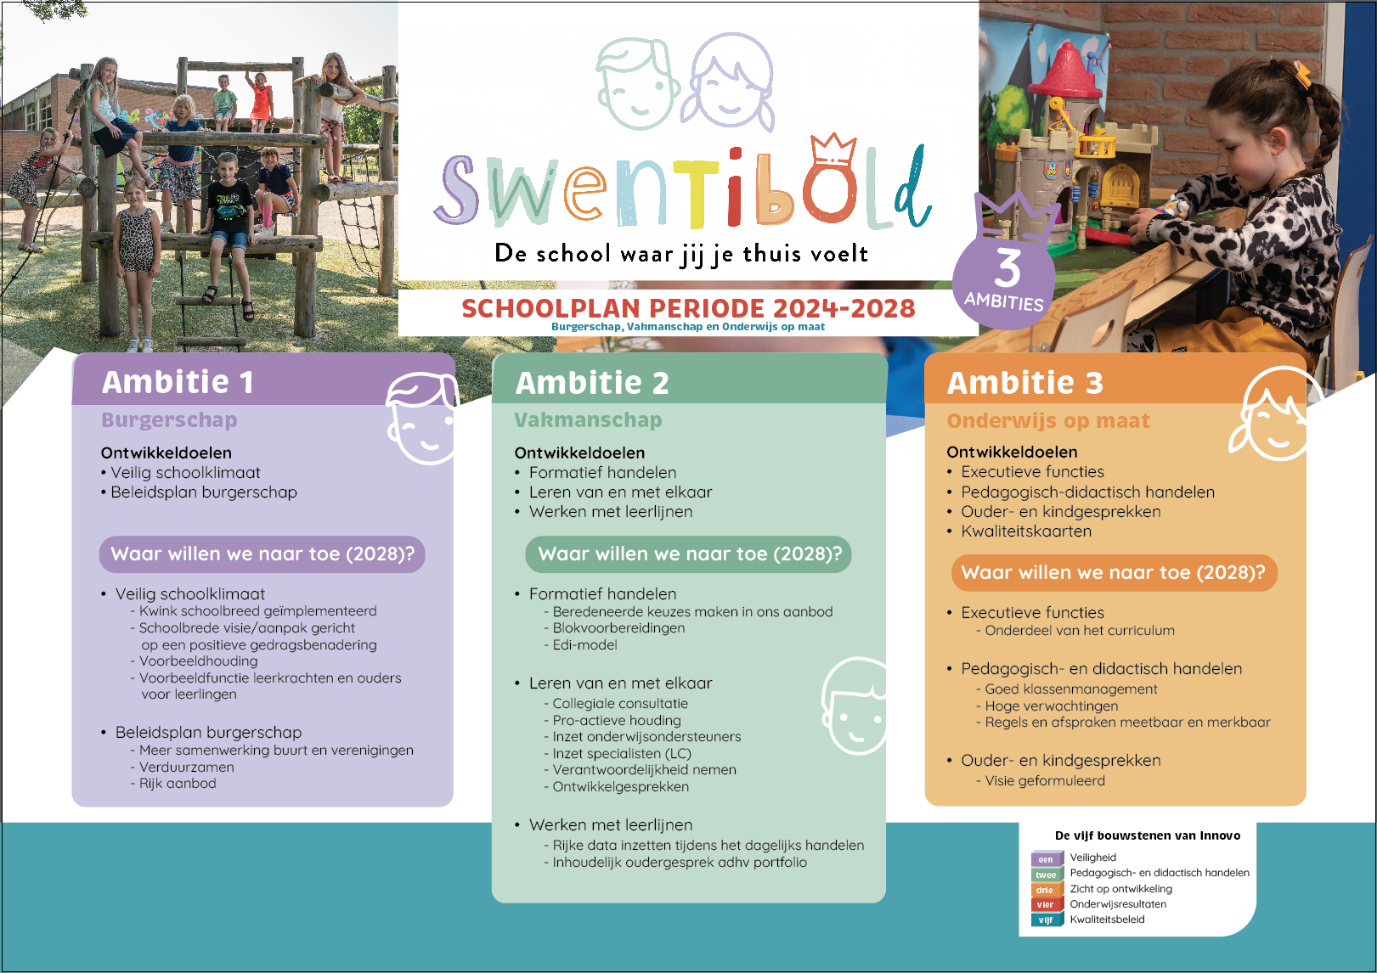 swentibold
De school waar jij je thuis voelt
3
AMBITIES
SCHOOLPLAN PERIODE 2024-2028
Burgerschap, Vakmanschap en Onderwijs op maat
Ambitie 1
Burgerschap
Ontwikkeldoelen
• Veilig schoolklimaat
• Beleidsplan burgerschap
Waar willen we naar toe (2028)?
• Veilig schoolklimaat
- Kwink schoolbreed geïmplementeerd
- Schoolbrede visie/aanpak gericht
op een positieve gedragsbenadering
- Voorbeeldhouding
- Voorbeeldfunctie leerkrachten en ouders
voor leerlingen
• Beleidsplan burgerschap
- Meer samenwerking buurt en verenigingen
- Verduurzamen
- Rijk aanbod
Ambitie 2
Vakmanschap
Ontwikkeldoelen
• Formatief handelen
• Leren van en met elkaar
• Werken met leerlijnen
Waar willen we naar toe (2028)?
• Formatief handelen
- Beredeneerde keuzes maken in ons aanbod
- Blokvoorbereidingen
- Edi-model
• Leren van en met elkaar
- Collegiale consultatie
- Pro-actieve houding
- Inzet onderwijsondersteuners
- Inzet specialisten (LC)
- Verantwoordelijkheid nemen
- Ontwikkelgesprekken
• Werken met leerlijnen
- Rijke data inzetten tijdens het dagelijks handelen
- Inhoudelijk oudergesprek adhv portfolio
Ambitie 3
Onderwijs op maat
Ontwikkeldoelen
• Executieve functies
• Pedagogisch-didactisch handelen
• Ouder- en kindgesprekken
• Kwaliteitskaarten
Waar willen we naar toe (2028)?
• Executieve functies
- Onderdeel van het curriculum
• Pedagogisch- en didactisch handelen
- Goed klassenmanagement
- Hoge verwachtingen
- Regels en afspraken meetbaar en merkbaar
• Ouder- en kindgesprekken
- Visie geformuleerd
De vijf bouwstenen van Innovo
een Veiligheid
twee Pedagogisch- en didactisch handelen
drie Zicht op ontwikkeling
vier Onderwijsresultaten
vijf Kwaliteitsbeleid